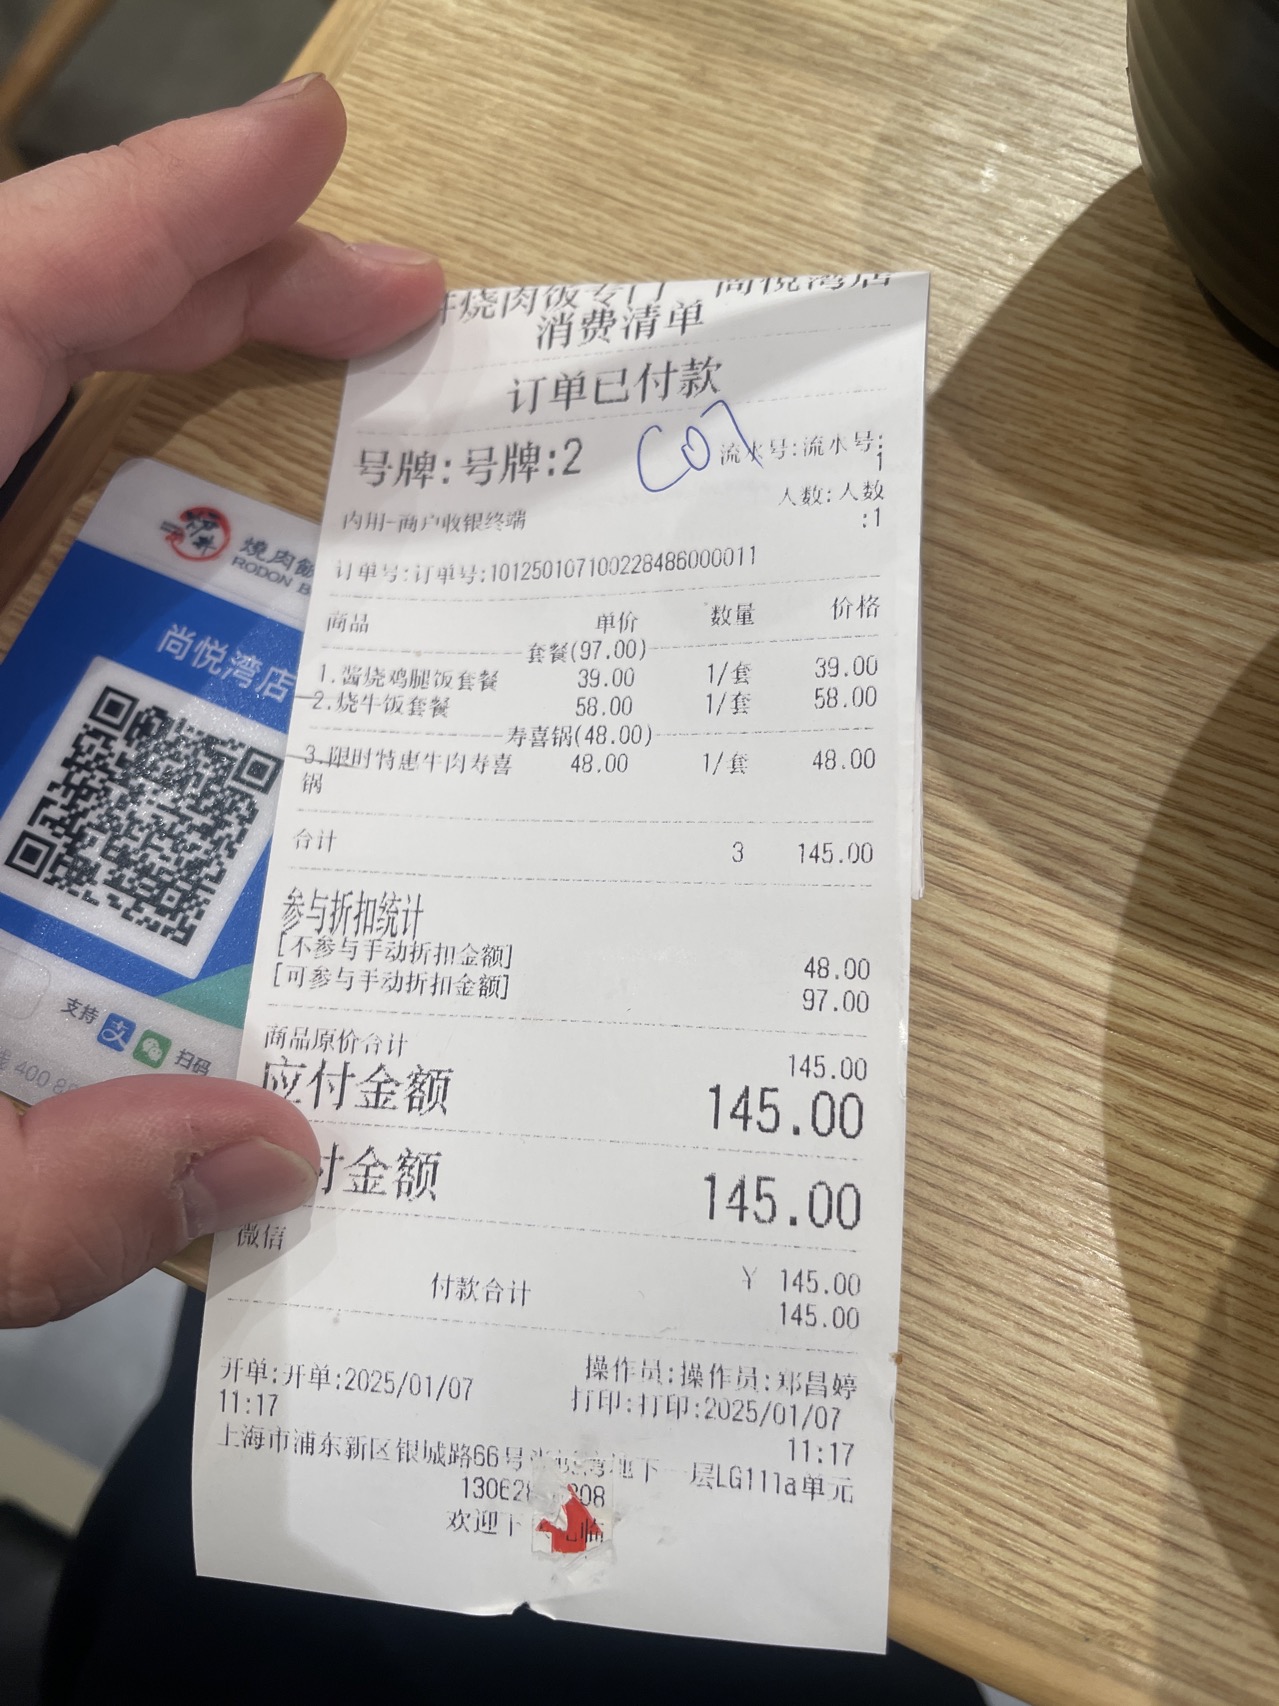 烧肉饭专门 尚悦湾店
消费清单
订单已付款
号牌:号牌:2
C07
流水号:流水号:
1
人数:人数
:1
内用-商户收银终端
订单号:订单号:101250107100228486000011
商品 单价 数量 价格
套餐(97.00)
1.酱烧鸡腿饭套餐 39.00 1/套 39.00
2.烧牛饭套餐 58.00 1/套 58.00
寿喜锅(48.00)
3.限时特惠牛肉寿喜 48.00 1/套 48.00
锅
合计 3 145.00
参与折扣统计
[不参与手动折扣金额] 48.00
[可参与手动折扣金额] 97.00
商品原价合计 145.00
应付金额 145.00
付金额 145.00
微信 ¥ 145.00
付款合计 145.00
开单:开单:2025/01/07
11:17
操作员:操作员:郑昌婷
打印:打印:2025/01/07
11:17
上海市浦东新区银城路66号 地下一层LG111a单元
13062 808
欢迎下 临
燒肉飯
RODON B
尚悦湾店
支持 支 扫码
400 8